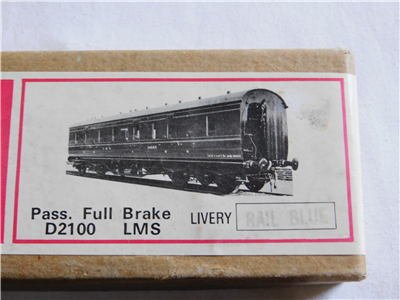 Pass. Full Brake LIVERY RAIL BLUE
D2100 LMS